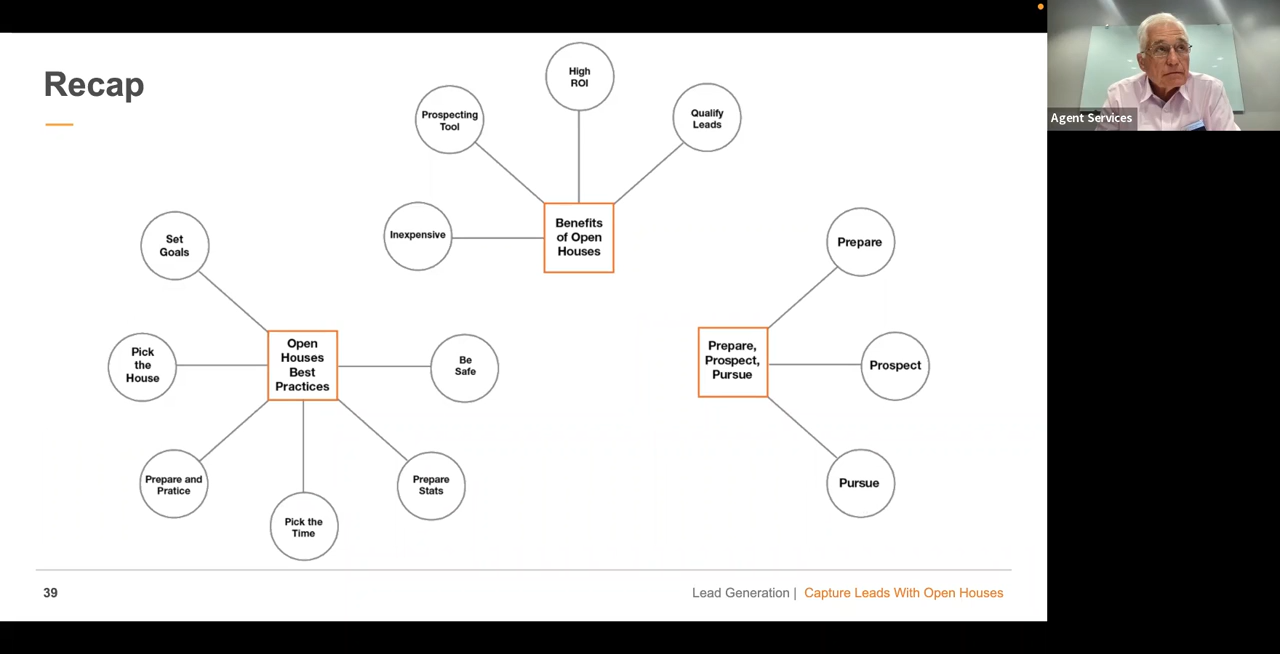 Recap
High
ROI
Prospecting
Tool
Qualify
Leads
Inexpensive
Benefits
of Open
Houses
Set
Goals
Pick
the
House
Open
Houses
Best
Practices
Be
Safe
Prepare and
Pratice
Pick the
Time
Prepare
Stats
Prepare,
Prospect,
Pursue
Prepare
Prospect
Pursue
39
Lead Generation | Capture Leads With Open Houses
Agent Services